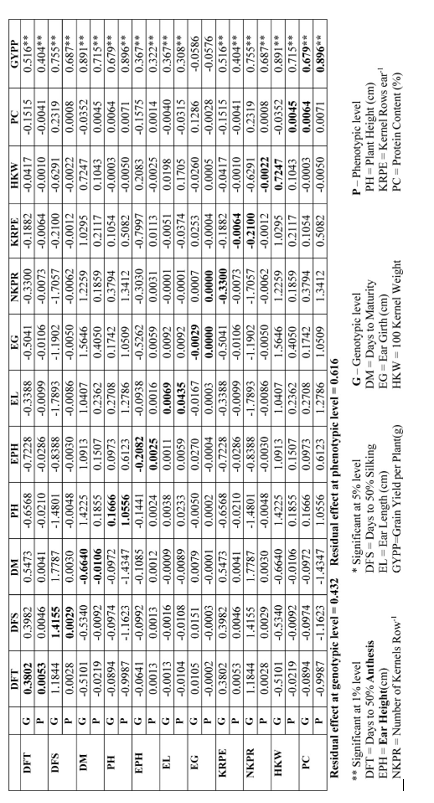 DFT DFS DM PH EPH EL EG NKPR KRPE HKW PC GYPP
DFT G 0.3802 0.3982 0.5473 -0.6568 -0.7228 -0.3388 -0.5041 -0.3300 -0.1882 -0.0417 -0.1515 0.516**
P 0.0053 0.0046 0.0041 -0.0210 -0.0286 -0.0099 -0.0106 -0.0073 -0.0064 -0.0010 -0.0041 0.404**
DFS G 1.1844 1.4155 1.7787 -1.4801 -0.8388 -1.7893 -1.1902 -1.7057 -0.2100 -0.6291 0.2319 0.755**
P 0.0028 0.0029 0.0030 -0.0048 -0.0030 -0.0086 -0.0050 -0.0062 -0.0012 -0.0022 0.0008 0.687**
DM G -0.5101 -0.5340 -0.6640 1.4225 1.0913 1.0407 1.5646 1.2259 1.0295 0.7247 -0.0352 0.891**
P -0.0219 -0.0092 -0.0106 0.1855 0.1507 0.2362 0.4050 0.1859 0.2117 0.1043 0.0045 0.715**
PH G -0.0894 -0.0974 -0.0972 0.1666 0.0973 0.2708 0.1742 0.3794 0.1054 -0.0003 0.0064 0.679**
P -0.9987 -1.1623 -1.4347 1.0556 0.6123 1.2786 1.0509 1.3412 0.5082 -0.0050 0.0071 0.896**
EPH G -0.0641 -0.0992 -0.1085 -0.1441 -0.2082 -0.0938 -0.5262 -0.3030 -0.7997 0.2083 -0.1575 0.367**
P 0.0013 0.0013 0.0012 0.0024 0.0025 0.0016 0.0059 0.0031 0.0113 -0.0025 0.0014 0.322**
EL G -0.0013 -0.0016 -0.0009 0.0038 0.0011 0.0069 0.0092 -0.0001 -0.0051 0.0198 -0.0040 0.367**
P -0.0104 -0.0108 -0.0089 0.0233 0.0059 0.0435 0.0092 -0.0001 -0.0374 0.1705 -0.0315 0.308**
EG G 0.0105 0.0151 0.0079 -0.0050 0.0270 -0.0167 -0.0029 0.0007 0.0253 -0.0260 0.1286 -0.0586
P -0.0002 -0.0003 -0.0001 0.0002 -0.0004 0.0003 0.0000 0.0000 -0.0004 0.0005 -0.0028 -0.0576
KRPE G 0.3802 0.3982 0.5473 -0.6568 -0.7228 -0.3388 -0.5041 -0.3300 -0.1882 -0.0417 -0.1515 0.516**
P 0.0053 0.0046 0.0041 -0.0210 -0.0286 -0.0099 -0.0106 -0.0073 -0.0064 -0.0010 -0.0041 0.404**
NKPR G 1.1844 1.4155 1.7787 -1.4801 -0.8388 -1.7893 -1.1902 -1.7057 -0.2100 -0.6291 0.2319 0.755**
P 0.0028 0.0029 0.0030 -0.0048 -0.0030 -0.0086 -0.0050 -0.0062 -0.0012 -0.0022 0.0008 0.687**
HKW G -0.5101 -0.5340 -0.6640 1.4225 1.0913 1.0407 1.5646 1.2259 1.0295 0.7247 -0.0352 0.891**
P -0.0219 -0.0092 -0.0106 0.1855 0.1507 0.2362 0.4050 0.1859 0.2117 0.1043 0.0045 0.715**
PC G -0.0894 -0.0974 -0.0972 0.1666 0.0973 0.2708 0.1742 0.3794 0.1054 -0.0003 0.0064 0.679**
P -0.9987 -1.1623 -1.4347 1.0556 0.6123 1.2786 1.0509 1.3412 0.5082 -0.0050 0.0071 0.896**
Residual effect at genotypic level = 0.432 Residual effect at phenotypic level = 0.616
** Significant at 1% level * Significant at 5% level G – Genotypic level P – Phenotypic level
DFT = Days to 50% Anthesis DFS = Days to 50% Silking DM = Days to Maturity PH = Plant Height (cm)
EPH = Ear Height(cm) EL = Ear Length (cm) EG = Ear Girth (cm) KRPE = Kernel Rows ear⁻¹
NKPR = Number of Kernels Row⁻¹ GYPP=Grain Yield per Plant(g) HKW = 100 Kernel Weight PC = Protein Content (%)